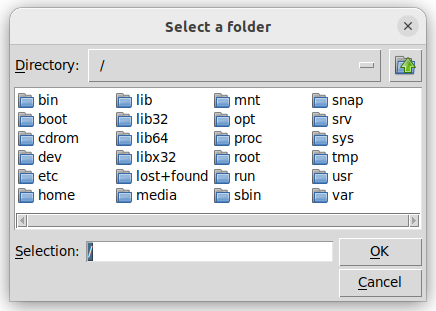 Select a folder
Directory: /
bin lib mnt snap
boot lib32 opt srv
cdrom lib64 proc sys
dev libx32 root tmp
etc lost+found run usr
home media sbin var
Selection: /
OK
Cancel